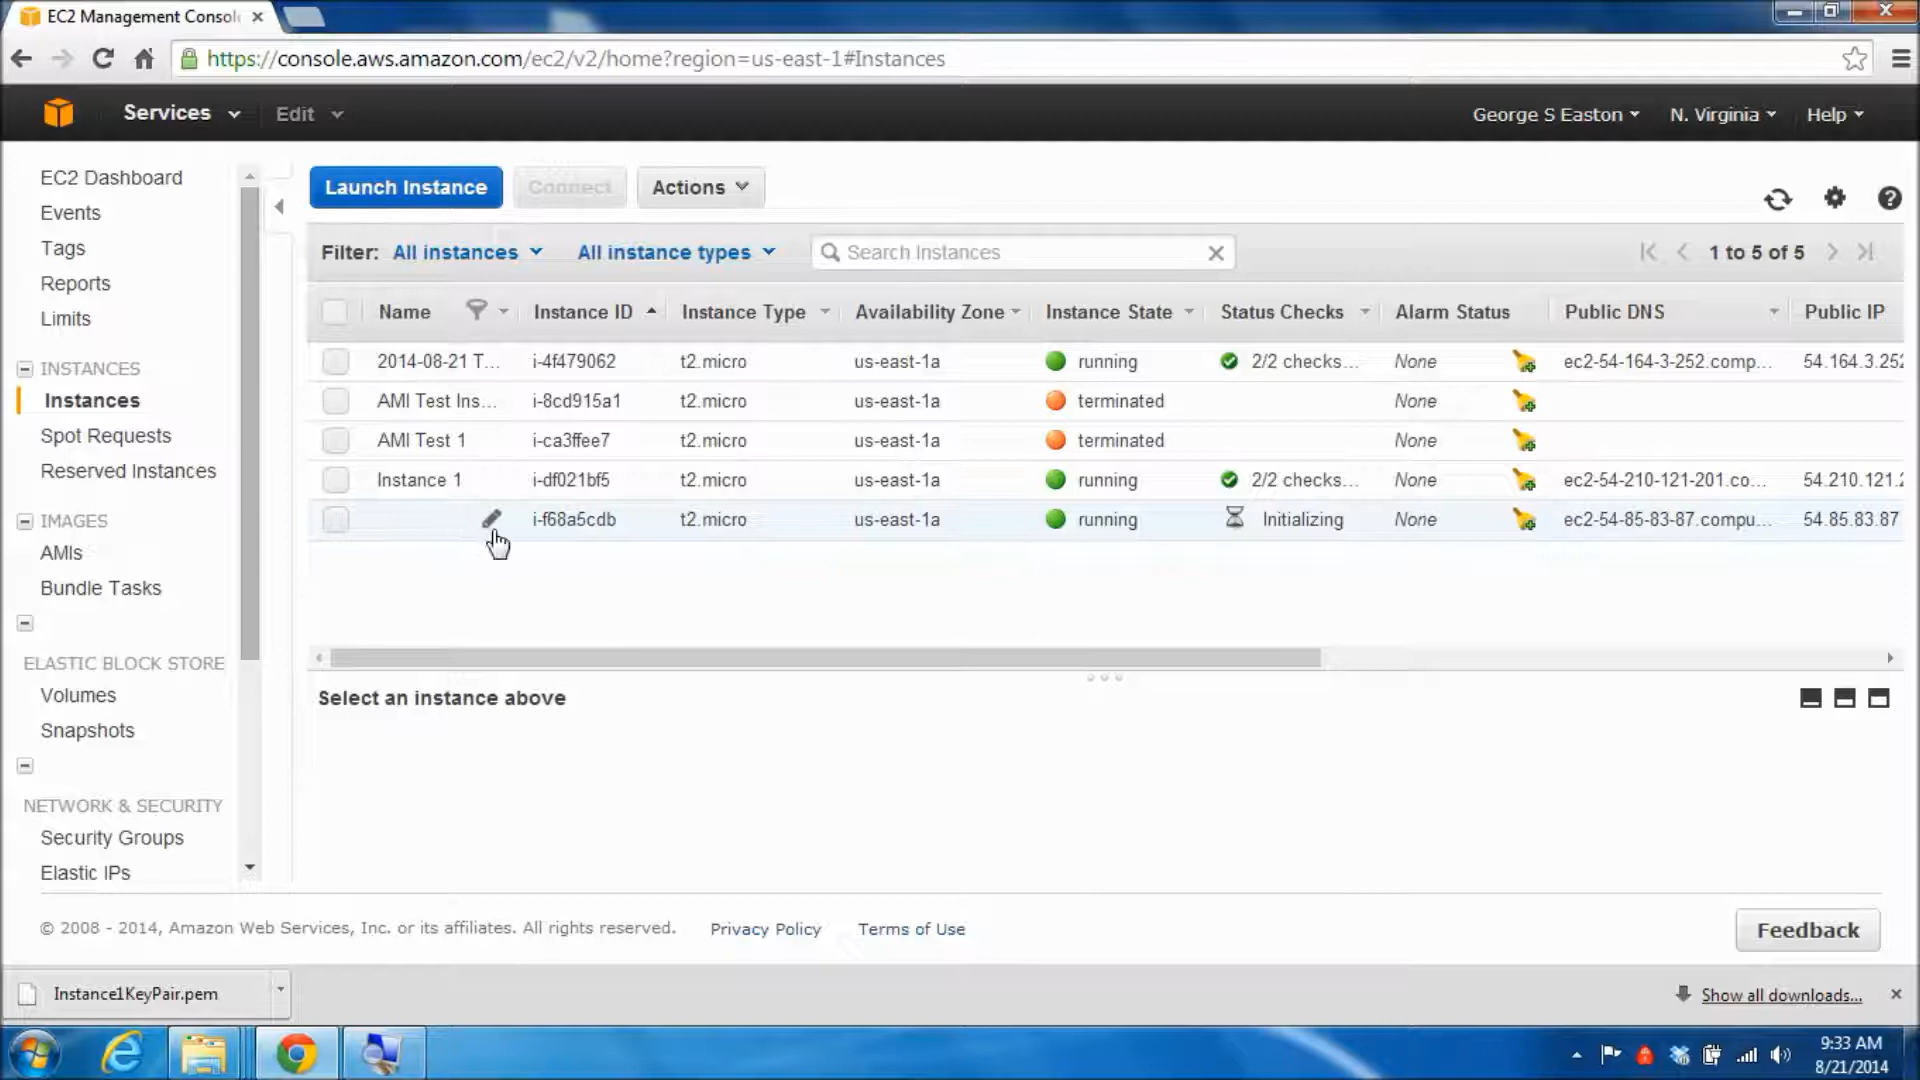 EC2 Management Consol
https://console.aws.amazon.com/ec2/v2/home?region=us-east-1#Instances
Services Edit George S Easton N. Virginia Help
EC2 Dashboard
Events
Tags
Reports
Limits
INSTANCES
Instances
Spot Requests
Reserved Instances
IMAGES
AMIs
Bundle Tasks
ELASTIC BLOCK STORE
Volumes
Snapshots
NETWORK & SECURITY
Security Groups
Elastic IPs
Launch Instance Connect Actions
Filter: All instances All instance types Search Instances 1 to 5 of 5
Name Instance ID Instance Type Availability Zone Instance State Status Checks Alarm Status Public DNS Public IP
2014-08-21 T... i-4f479062 t2.micro us-east-1a running 2/2 checks... None ec2-54-164-3-252.comp... 54.164.3.252
AMI Test Ins... i-8cd915a1 t2.micro us-east-1a terminated None
AMI Test 1 i-ca3ffee7 t2.micro us-east-1a terminated None
Instance 1 i-df021bf5 t2.micro us-east-1a running 2/2 checks... None ec2-54-210-121-201.co... 54.210.121.2
i-f68a5cdb t2.micro us-east-1a running Initializing None ec2-54-85-83-87.compu... 54.85.83.87
Select an instance above
© 2008 - 2014, Amazon Web Services, Inc. or its affiliates. All rights reserved. Privacy Policy Terms of Use Feedback
Instance1KeyPair.pem Show all downloads...
9:33 AM
8/21/2014